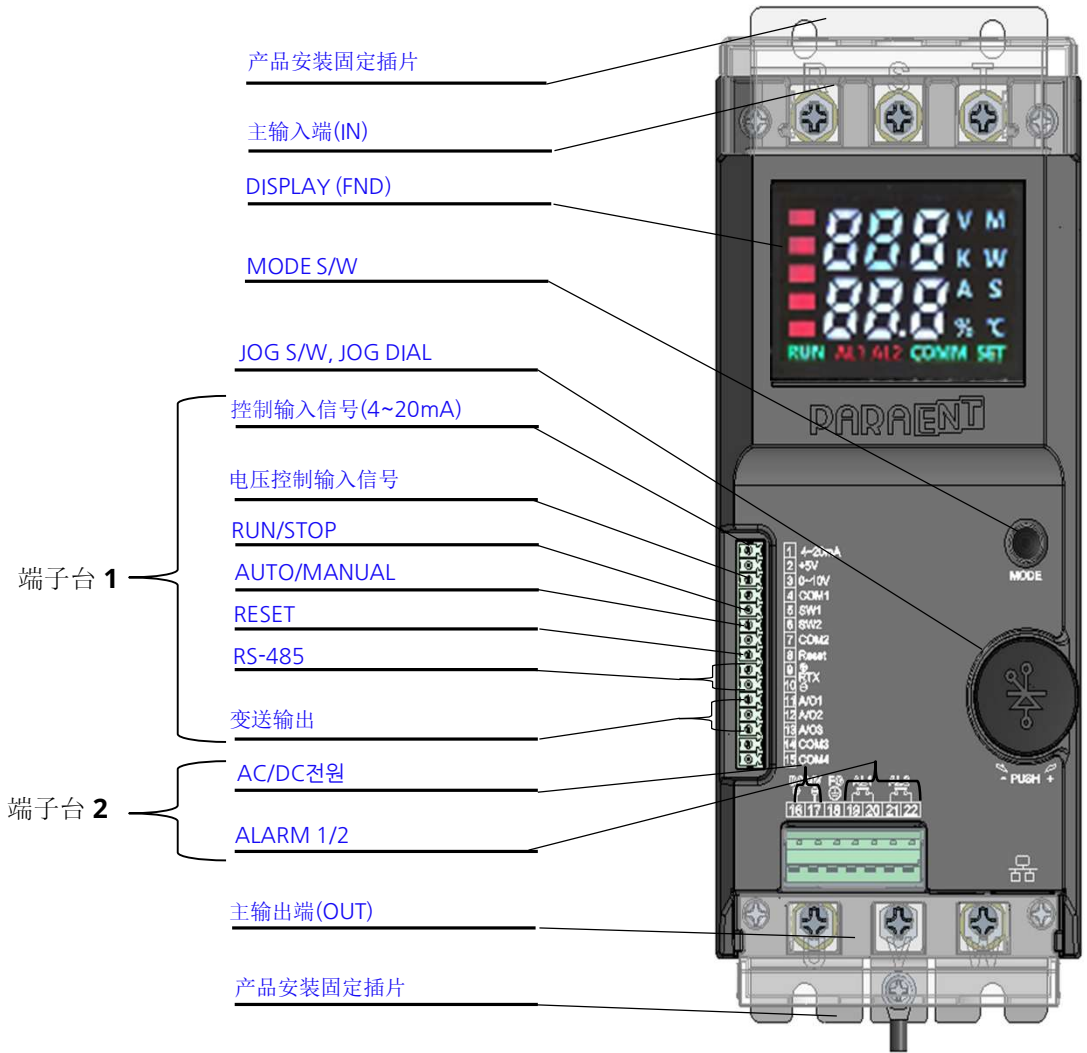 产品安装固定插片
主输入端(IN)
DISPLAY (FND)
MODE S/W
JOG S/W, JOG DIAL
控制输入信号(4~20mA)
电压控制输入信号
RUN/STOP
端子台 1
AUTO/MANUAL
RESET
RS-485
变送输出
AC/DC전원
端子台 2
ALARM 1/2
主输出端(OUT)
产品安装固定插片
R S T
V M
K W
A S
% ℃
RUN AL1 AL2 COMM SET
PARAENT
MODE
1 4~20mA
2 +5V
3 0~10V
4 COM1
5 SW1
6 SW2
7 COM2
8 Reset
9 ⊕
RTX
10 ⊖
11 A/O1
12 A/O2
13 A/O3
14 COM3
15 COM4
- PUSH +
16 17 18 19 20 21 22
U V W